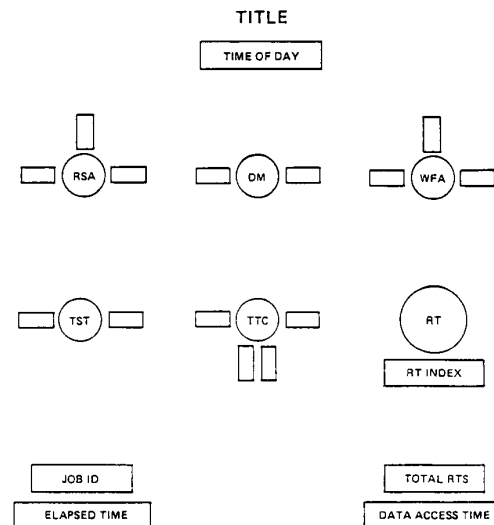 TITLE
TIME OF DAY
RSA
DM
WFA
TST
TTC
RT
RT INDEX
JOB ID
TOTAL RTS
ELAPSED TIME
DATA ACCESS TIME